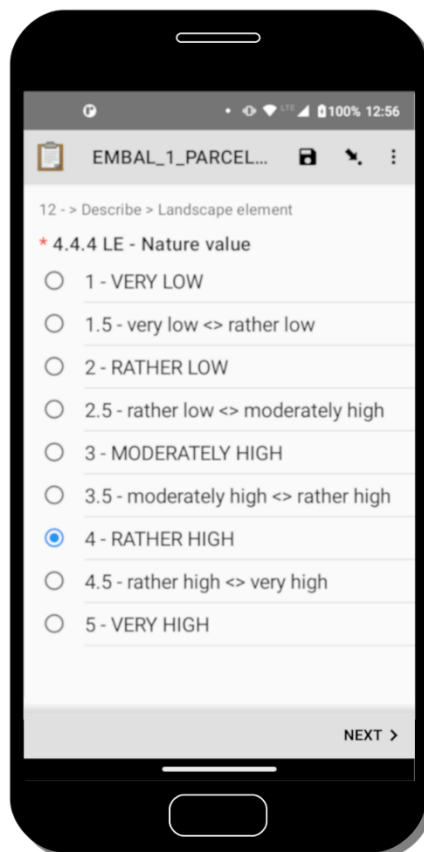 LTE 100% 12:56
EMBAL_1_PARCEL...
12 - > Describe > Landscape element
* 4.4.4 LE - Nature value
1 - VERY LOW
1.5 - very low <> rather low
2 - RATHER LOW
2.5 - rather low <> moderately high
3 - MODERATELY HIGH
3.5 - moderately high <> rather high
4 - RATHER HIGH
4.5 - rather high <> very high
5 - VERY HIGH
NEXT >